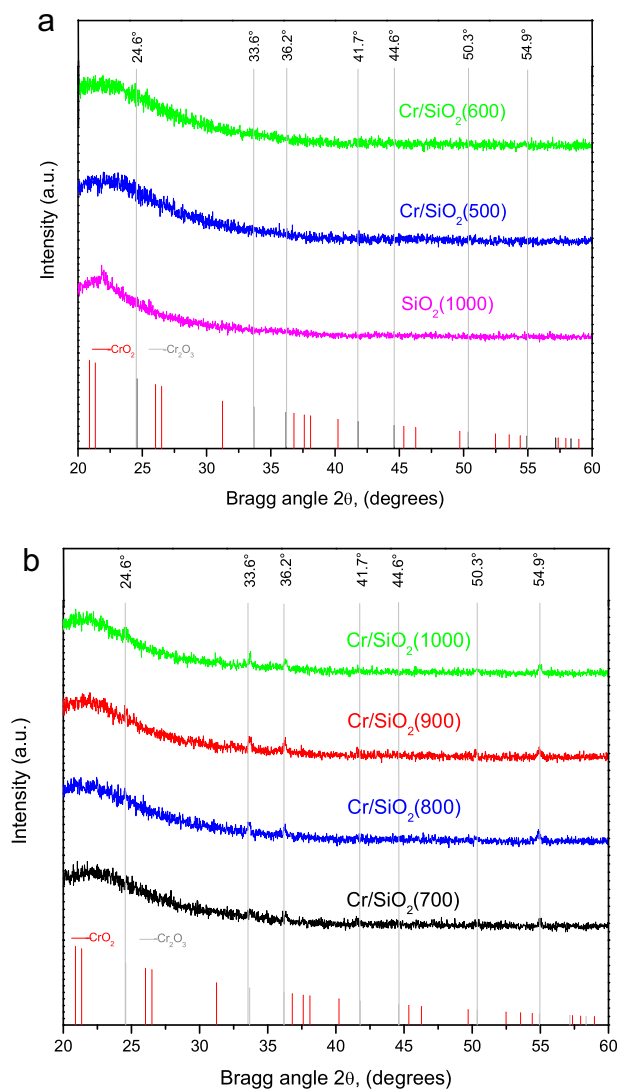 a
24.6°
33.6°
36.2°
41.7°
44.6°
50.3°
54.9°
Cr/SiO₂(600)
Cr/SiO₂(500)
SiO₂(1000)
CrO₂ Cr₂O₃
Intensity (a.u.)
20 25 30 35 40 45 50 55 60
Bragg angle 2θ, (degrees)
b
24.6°
33.6°
36.2°
41.7°
44.6°
50.3°
54.9°
Cr/SiO₂(1000)
Cr/SiO₂(900)
Cr/SiO₂(800)
Cr/SiO₂(700)
CrO₂ Cr₂O₃
Intensity (a.u.)
20 25 30 35 40 45 50 55 60
Bragg angle 2θ, (degrees)